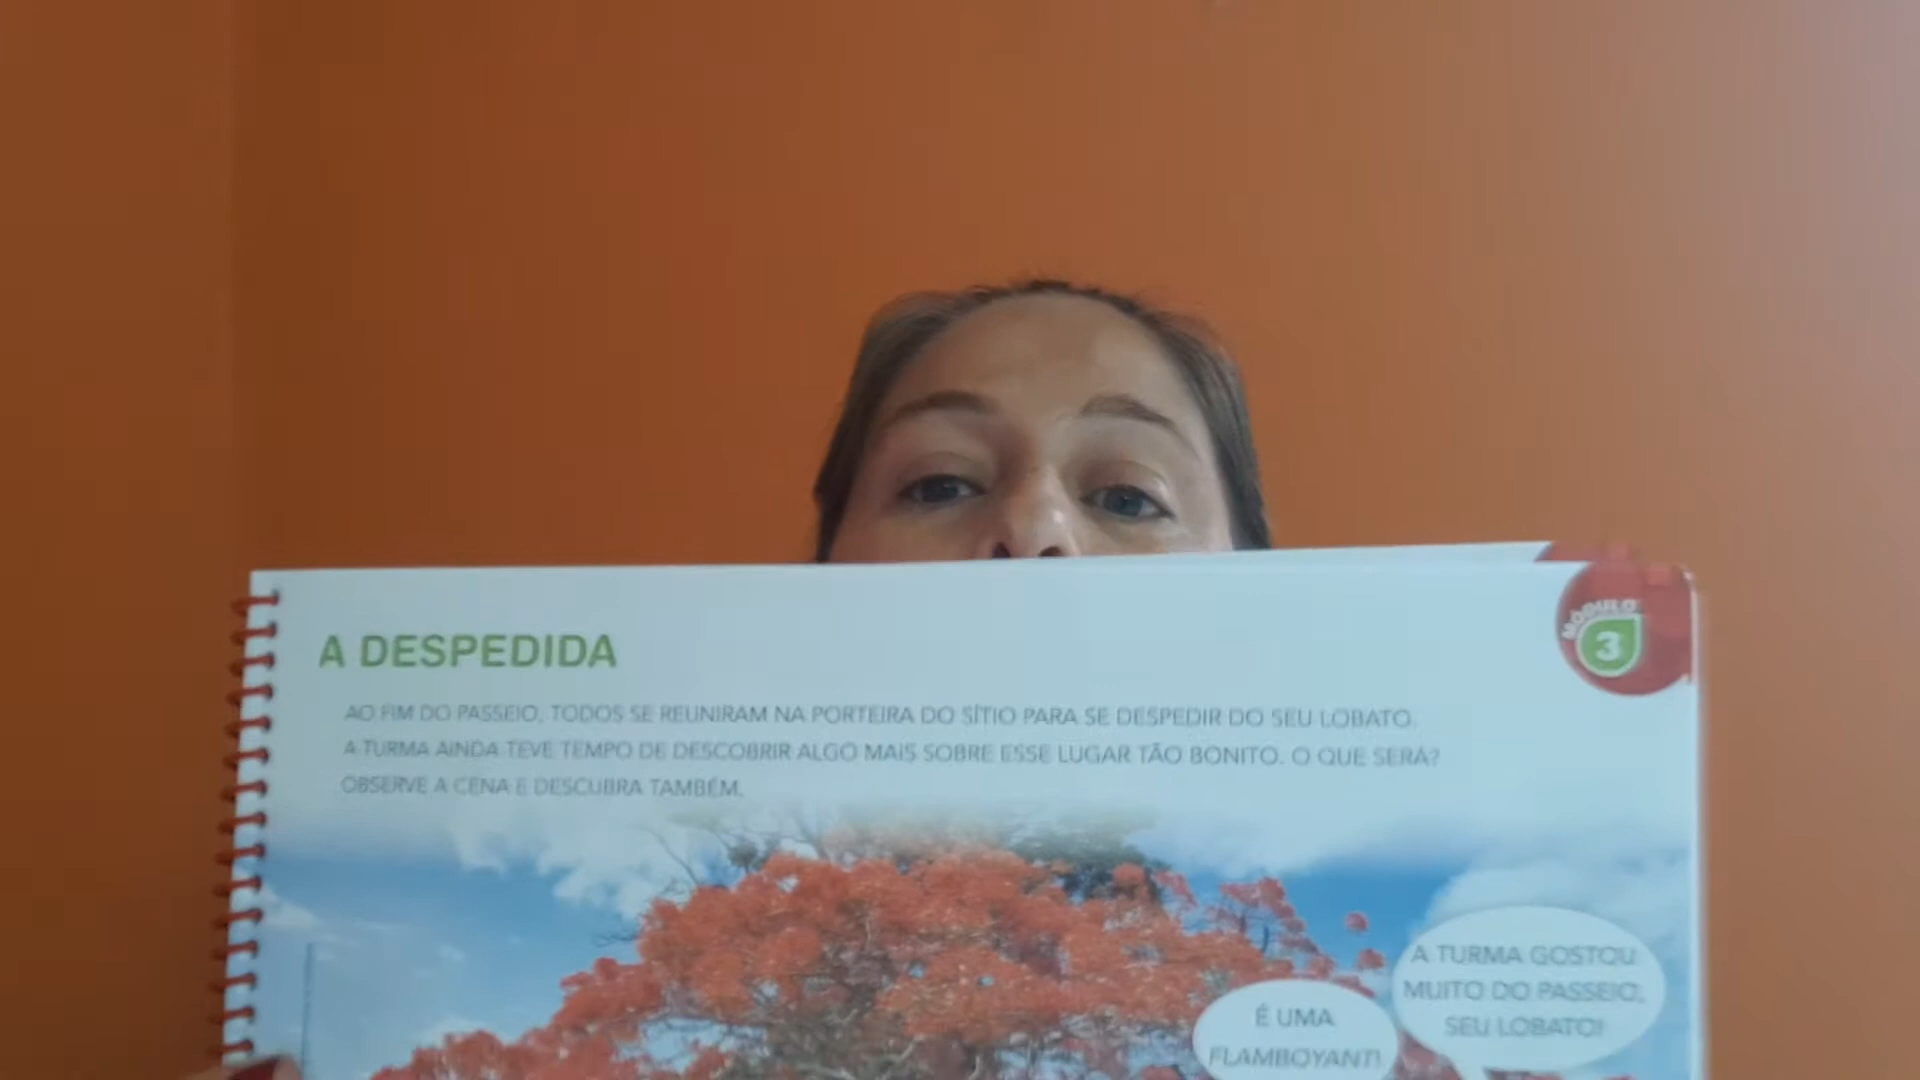 MÓDULO
3
A DESPEDIDA
AO FIM DO PASSEIO, TODOS SE REUNIRAM NA PORTEIRA DO SÍTIO PARA SE DESPEDIR DO SEU LOBATO.
A TURMA AINDA TEVE TEMPO DE DESCOBRIR ALGO MAIS SOBRE ESSE LUGAR TÃO BONITO. O QUE SERÁ?
OBSERVE A CENA E DESCUBRA TAMBÉM.
A TURMA GOSTOU
MUITO DO PASSEIO,
SEU LOBATO!
É UMA
FLAMBOYANT!